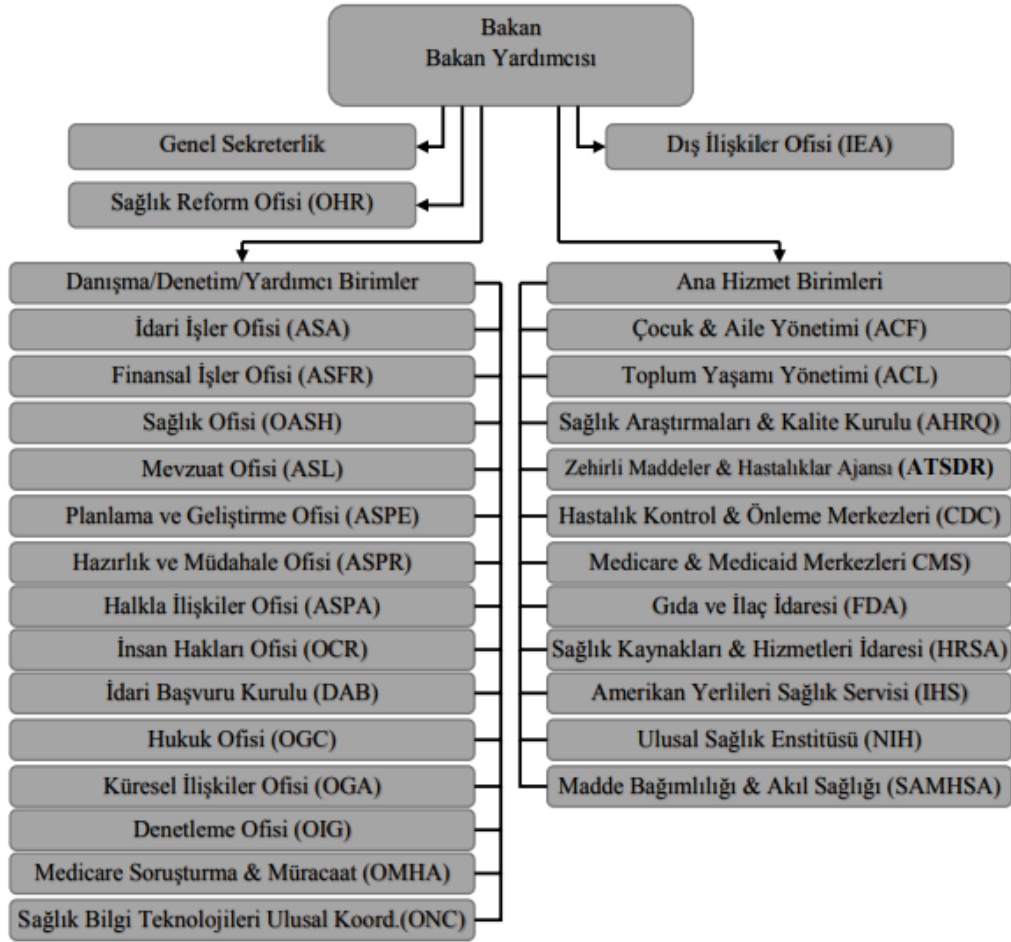 Bakan
Bakan Yardımcısı
Genel Sekreterlik
Dış İlişkiler Ofisi (IEA)
Sağlık Reform Ofisi (OHR)
Danışma/Denetim/Yardımcı Birimler
İdari İşler Ofisi (ASA)
Finansal İşler Ofisi (ASFR)
Sağlık Ofisi (OASH)
Mevzuat Ofisi (ASL)
Planlama ve Geliştirme Ofisi (ASPE)
Hazırlık ve Müdahale Ofisi (ASPR)
Halkla İlişkiler Ofisi (ASPA)
İnsan Hakları Ofisi (OCR)
İdari Başvuru Kurulu (DAB)
Hukuk Ofisi (OGC)
Küresel İlişkiler Ofisi (OGA)
Denetleme Ofisi (OIG)
Medicare Soruşturma & Müracaat (OMHA)
Sağlık Bilgi Teknolojileri Ulusal Koord.(ONC)
Ana Hizmet Birimleri
Çocuk & Aile Yönetimi (ACF)
Toplum Yaşamı Yönetimi (ACL)
Sağlık Araştırmaları & Kalite Kurulu (AHRQ)
Zehirli Maddeler & Hastalıklar Ajansı (ATSDR)
Hastalık Kontrol & Önleme Merkezleri (CDC)
Medicare & Medicaid Merkezleri CMS)
Gıda ve İlaç İdaresi (FDA)
Sağlık Kaynakları & Hizmetleri İdaresi (HRSA)
Amerikan Yerlileri Sağlık Servisi (IHS)
Ulusal Sağlık Enstitüsü (NIH)
Madde Bağımlılığı & Akıl Sağlığı (SAMHSA)